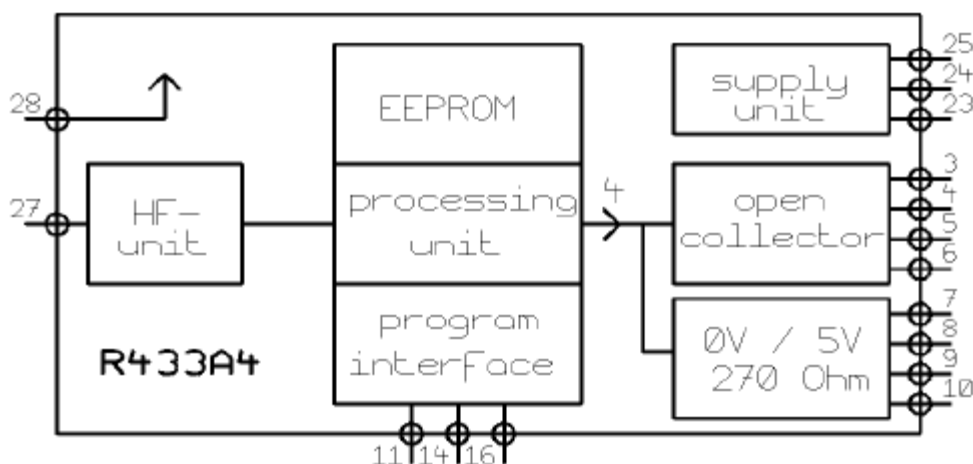 25
supply
24
unit
23
28
EEPROM
3
27
HF-
unit
processing
unit
4
open
collector
4
5
6
R433A4
program
interface
7
0V / 5V
8
270 Ohm
9
10
11
14
16